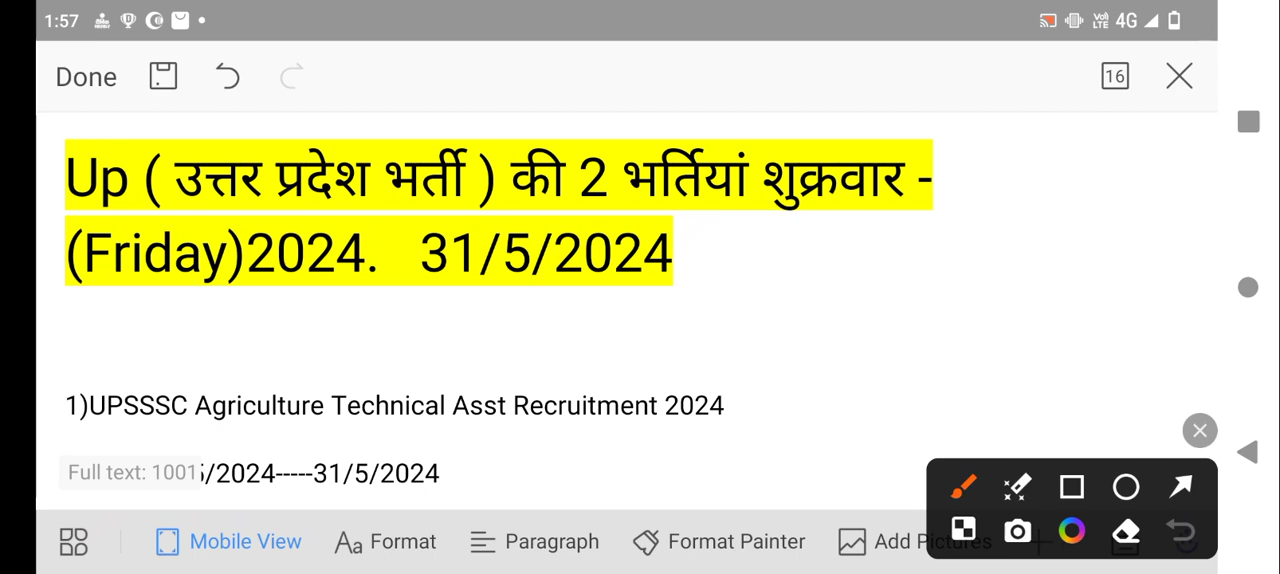 1:57 4G
Done 16
Up ( उत्तर प्रदेश भर्ती ) की 2 भर्तियां शुक्रवार -
(Friday)2024. 31/5/2024
1)UPSSSC Agriculture Technical Asst Recruitment 2024
Full text: 1001 /2024-----31/5/2024
Mobile View Format Paragraph Format Painter Add Pictures